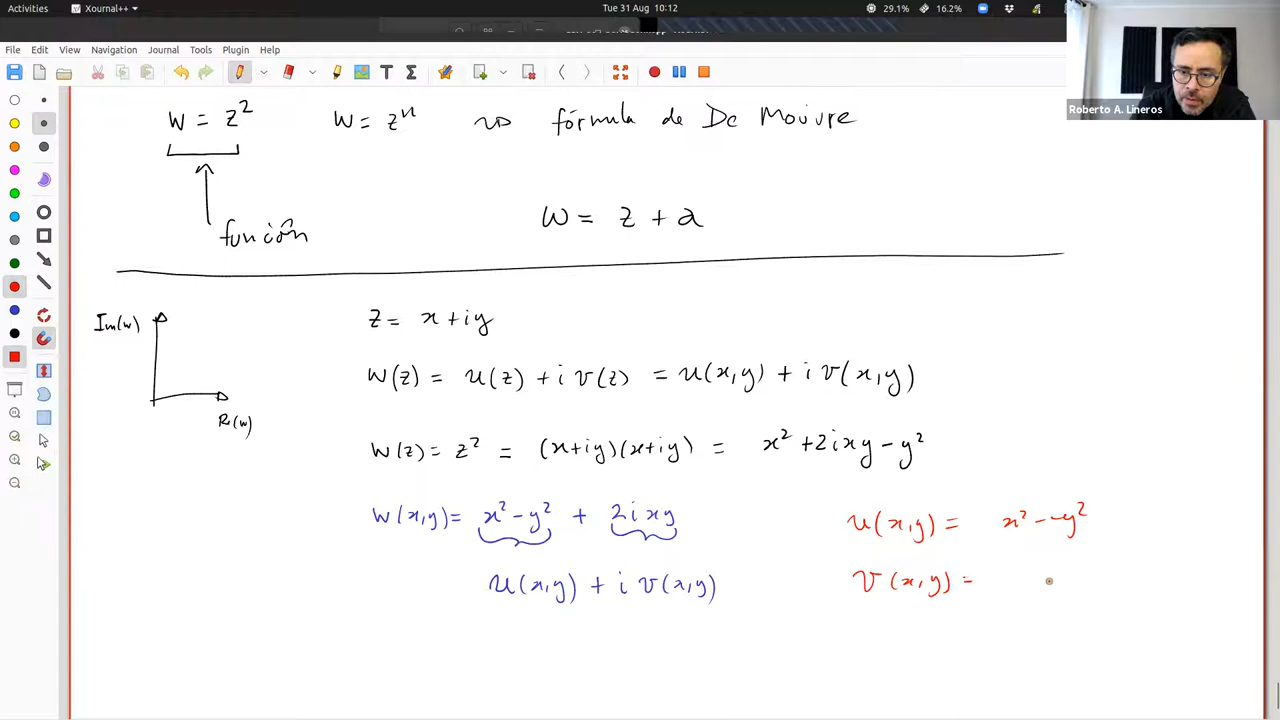 Activities Xournal++ Tue 31 Aug 10:12 29.1% 16.2%
File Edit View Navigation Journal Tools Plugin Help
Roberto A. Lineros
w = z² w = zⁿ ⇝ fórmula de De Moivre
función
w = z + a
Im(w)
R(w)
z = x + iy
w(z) = u(z) + i v(z) = u(x,y) + i v(x,y)
w(z) = z² = (x+iy)(x+iy) = x² + 2ixy - y²
w(x,y) = x² - y² + 2ixy
u(x,y) + i v(x,y)
u(x,y) = x² - y²
v(x,y) =